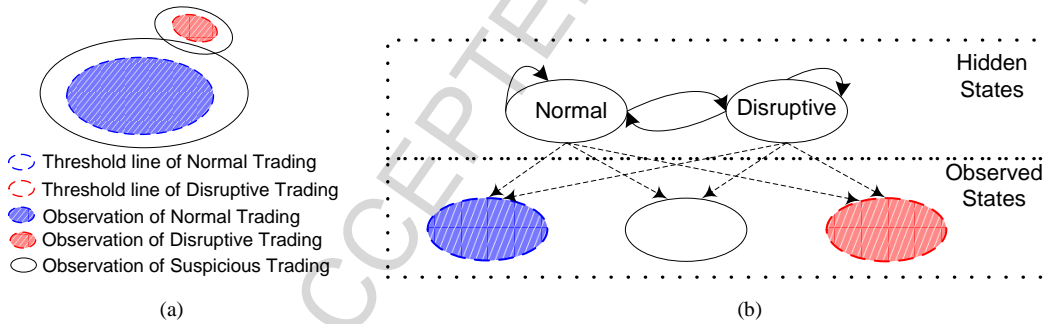 Threshold line of Normal Trading
Threshold line of Disruptive Trading
Observation of Normal Trading
Observation of Disruptive Trading
Observation of Suspicious Trading
(a)
Hidden
States
Normal
Disruptive
Observed
States
(b)
CCEPTE